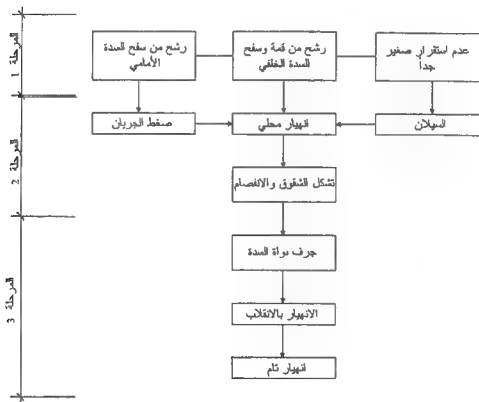 المرحلة 1
عدم استقرار صغير
جداً
رشح من قمة وسفح
السدة الخلفي
رشح من سفح السدة
الأمامي
المرحلة 2
السيلان
انهيار محلي
ضغط الجريان
تشكل الشقوق والانفصام
المرحلة 3
جرف نواة السدة
الانهيار بالانقلاب
انهيار تام